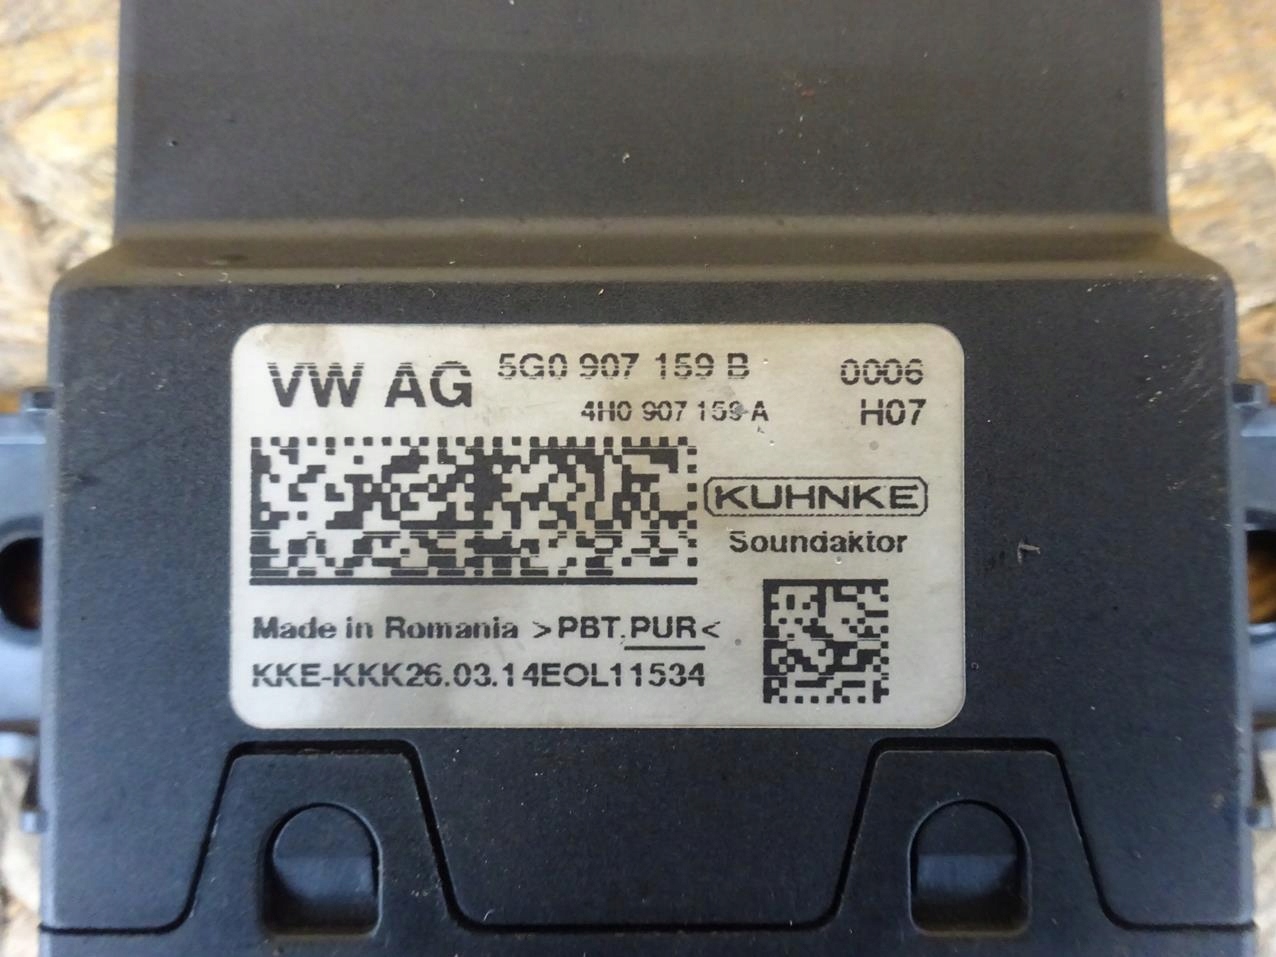 VW AG 5G0 907 159 B 0006
4H0 907 159 A H07
KUHNKE
Soundaktor
Made in Romania >PBT.PUR<
KKE-KKK26.03.14EOL11534